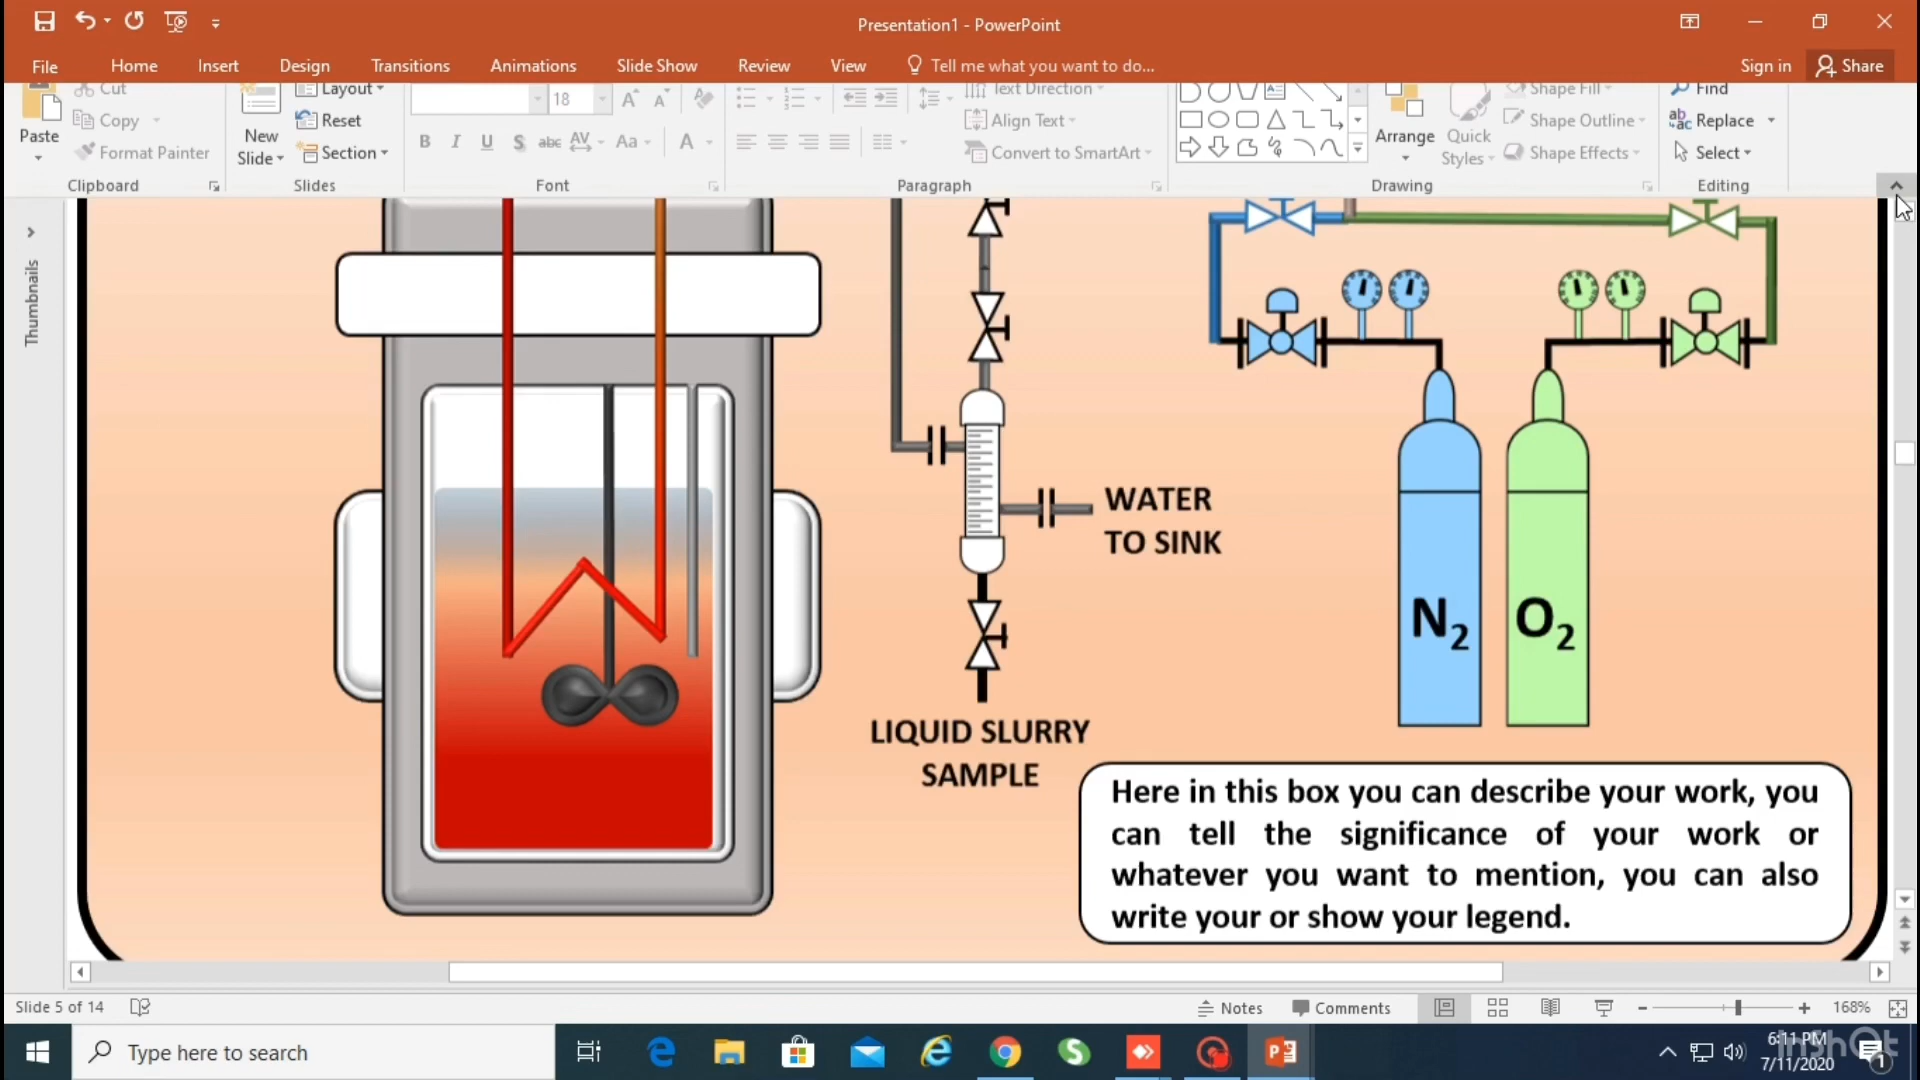 Presentation1 - PowerPoint
File Home Insert Design Transitions Animations Slide Show Review View Tell me what you want to do... Sign in Share
Cut
Copy
Format Painter
Paste
Clipboard
New
Slide
Layout
Reset
Section
Slides
18
B I U S abc AV Aa A
Font
Text Direction
Align Text
Convert to SmartArt
Paragraph
Arrange
Quick
Styles
Shape Fill
Shape Outline
Shape Effects
Drawing
Find
Replace
Select
Editing
Thumbnails
WATER
TO SINK
LIQUID SLURRY
SAMPLE
N2
O2
Here in this box you can describe your work, you
can tell the significance of your work or
whatever you want to mention, you can also
write your or show your legend.
Slide 5 of 14
Notes Comments 168%
Type here to search
6:11 PM
7/11/2020
1
InShOt